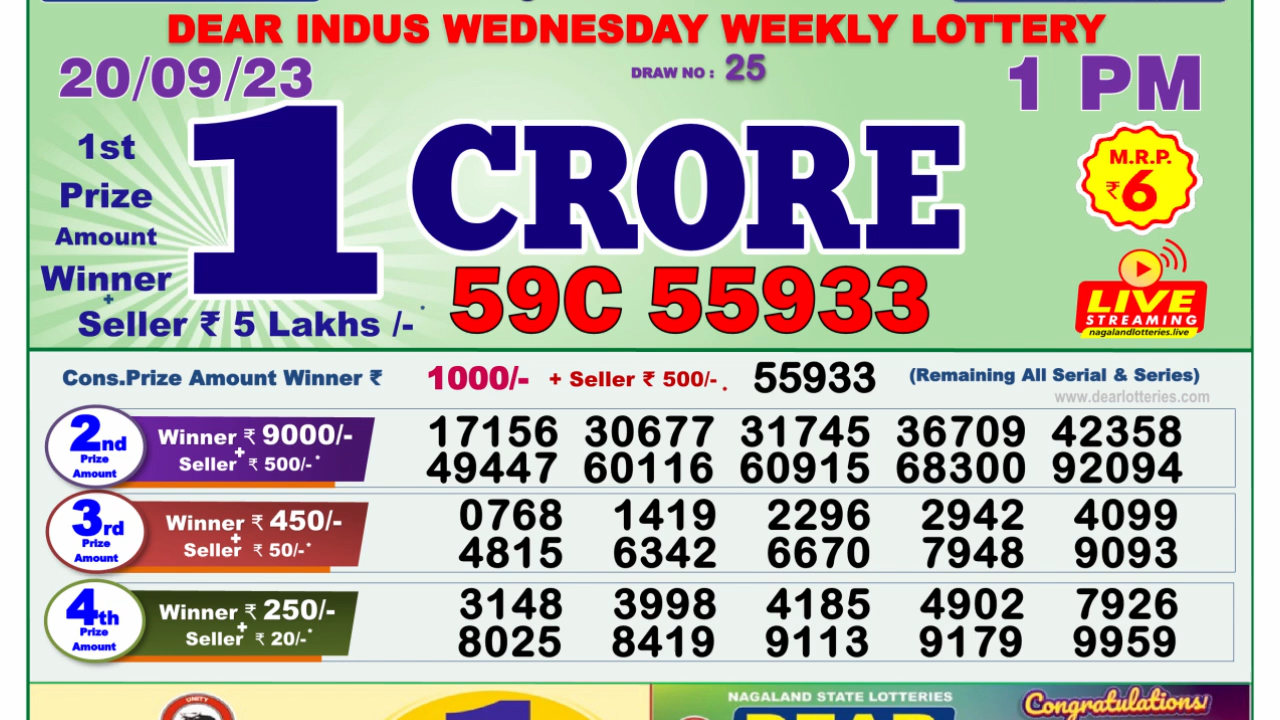 DEAR INDUS WEDNESDAY WEEKLY LOTTERY
20/09/23
DRAW NO : 25
1 PM
1st
Prize
Amount
Winner
+
Seller ₹ 5 Lakhs /- *
1 CRORE
59C 55933
M.R.P.
₹6
LIVE
STREAMING
nagalandlotteries.live
Cons.Prize Amount Winner ₹ 1000/- + Seller ₹ 500/- . 55933 (Remaining All Serial & Series)
www.dearlotteries.com
2nd
Prize
Amount
Winner ₹ 9000/-
+
Seller ₹ 500/- *
17156 30677 31745 36709 42358
49447 60116 60915 68300 92094
3rd
Prize
Amount
Winner ₹ 450/-
+
Seller ₹ 50/- *
0768 1419 2296 2942 4099
4815 6342 6670 7948 9093
4th
Prize
Amount
Winner ₹ 250/-
+
Seller ₹ 20/- *
3148 3998 4185 4902 7926
8025 8419 9113 9179 9959
UNITY
NAGALAND STATE LOTTERIES
DEAR
Congratulations!